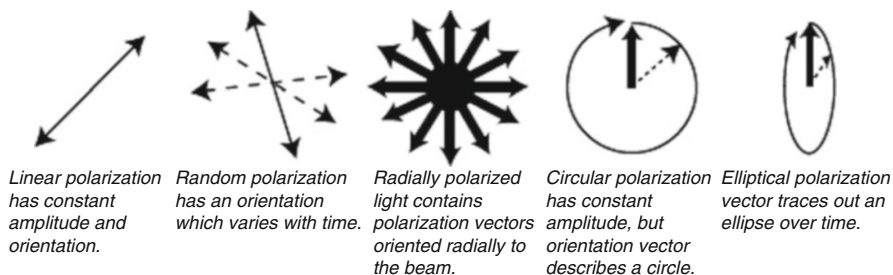 Linear polarization
has constant
amplitude and
orientation.
Random polarization
has an orientation
which varies with time.
Radially polarized
light contains
polarization vectors
oriented radially to
the beam.
Circular polarization
has constant
amplitude, but
orientation vector
describes a circle.
Elliptical polarization
vector traces out an
ellipse over time.